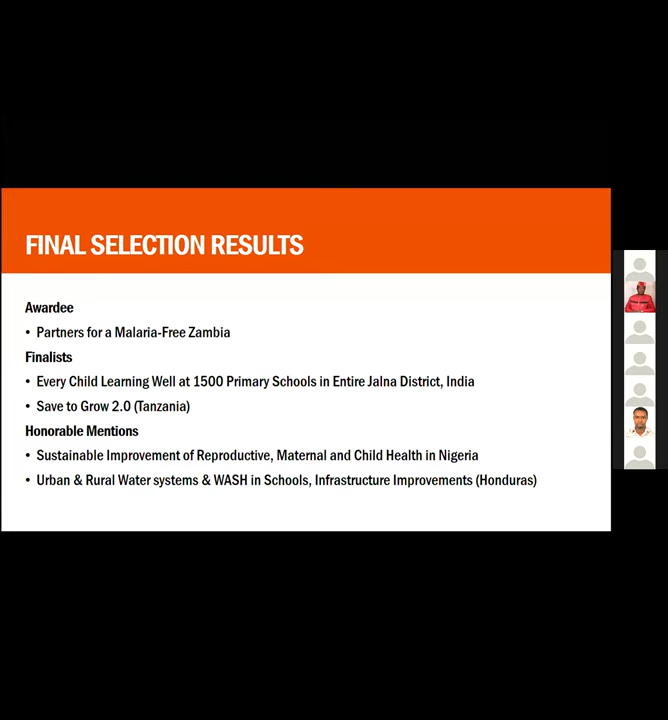 FINAL SELECTION RESULTS
Awardee
• Partners for a Malaria-Free Zambia
Finalists
• Every Child Learning Well at 1500 Primary Schools in Entire Jalna District, India
• Save to Grow 2.0 (Tanzania)
Honorable Mentions
• Sustainable Improvement of Reproductive, Maternal and Child Health in Nigeria
• Urban & Rural Water systems & WASH in Schools, Infrastructure Improvements (Honduras)